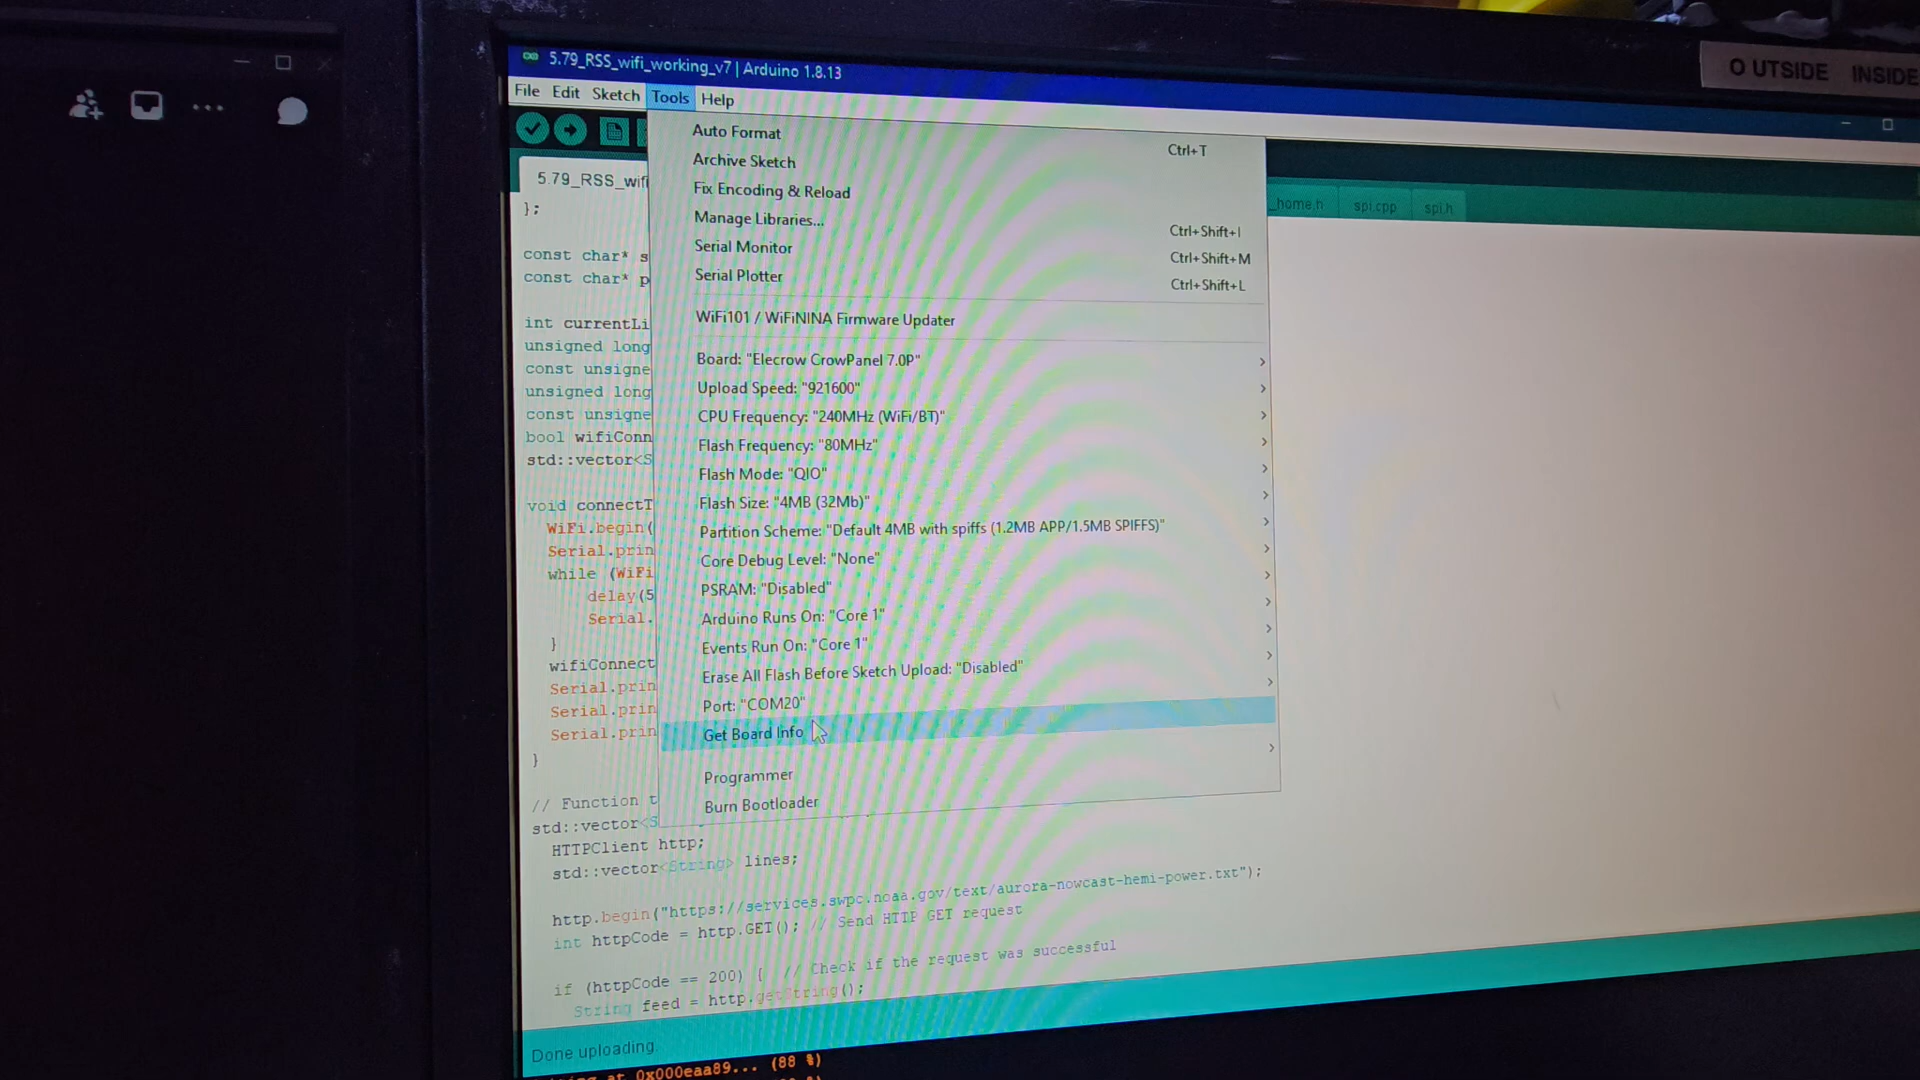 O UTSIDE INSIDE
5.79_RSS_wifi_working_v7 | Arduino 1.8.13
File Edit Sketch Tools Help
Auto Format Ctrl+T
Archive Sketch
Fix Encoding & Reload
Manage Libraries... Ctrl+Shift+I
Serial Monitor Ctrl+Shift+M
Serial Plotter Ctrl+Shift+L
WiFi101 / WiFiNINA Firmware Updater
Board: "Elecrow CrowPanel 7.0P"
Upload Speed: "921600"
CPU Frequency: "240MHz (WiFi/BT)"
Flash Frequency: "80MHz"
Flash Mode: "QIO"
Flash Size: "4MB (32Mb)"
Partition Scheme: "Default 4MB with spiffs (1.2MB APP/1.5MB SPIFFS)"
Core Debug Level: "None"
PSRAM: "Disabled"
Arduino Runs On: "Core 1"
Events Run On: "Core 1"
Erase All Flash Before Sketch Upload: "Disabled"
Port: "COM20"
Get Board Info
Programmer
Burn Bootloader
5.79_RSS_wifi
_home.h spi.cpp spi.h
};
const char* s
const char* p
int currentLi
unsigned long
const unsigne
unsigned long
const unsigne
bool wifiConn
std::vector<S
void connectT
WiFi.begin(
Serial.prin
while (WiFi
delay(5
Serial.
}
wifiConnect
Serial.prin
Serial.prin
Serial.prin
}
// Function t
std::vector<S
HTTPClient http;
std::vector<String> lines;
http.begin("https://services.swpc.noaa.gov/text/aurora-nowcast-hemi-power.txt");
int httpCode = http.GET(); // Send HTTP GET request
if (httpCode == 200) { // Check if the request was successful
String feed = http.getString();
Done uploading.
at 0x000eaa89... (88 %)